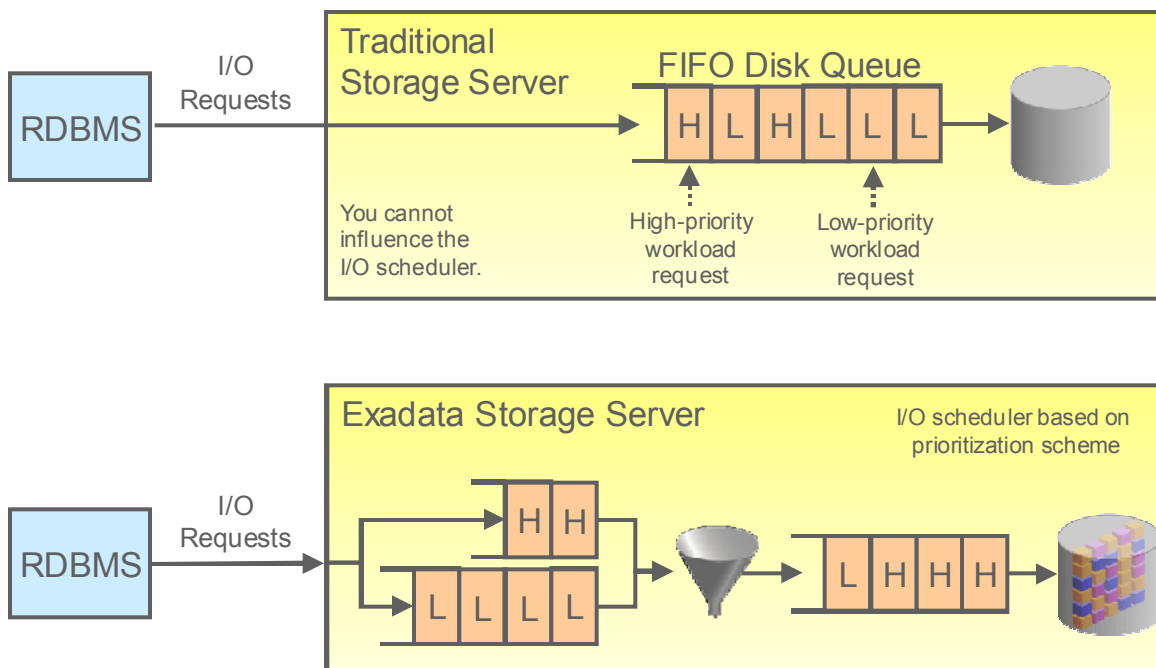 Traditional
Storage Server
I/O
Requests
RDBMS
FIFO Disk Queue
H L H L L L
You cannot
influence the
I/O scheduler.
High-priority
workload
request
Low-priority
workload
request
Exadata Storage Server
I/O scheduler based on
prioritization scheme
I/O
Requests
RDBMS
H H
L L L L
L H H H